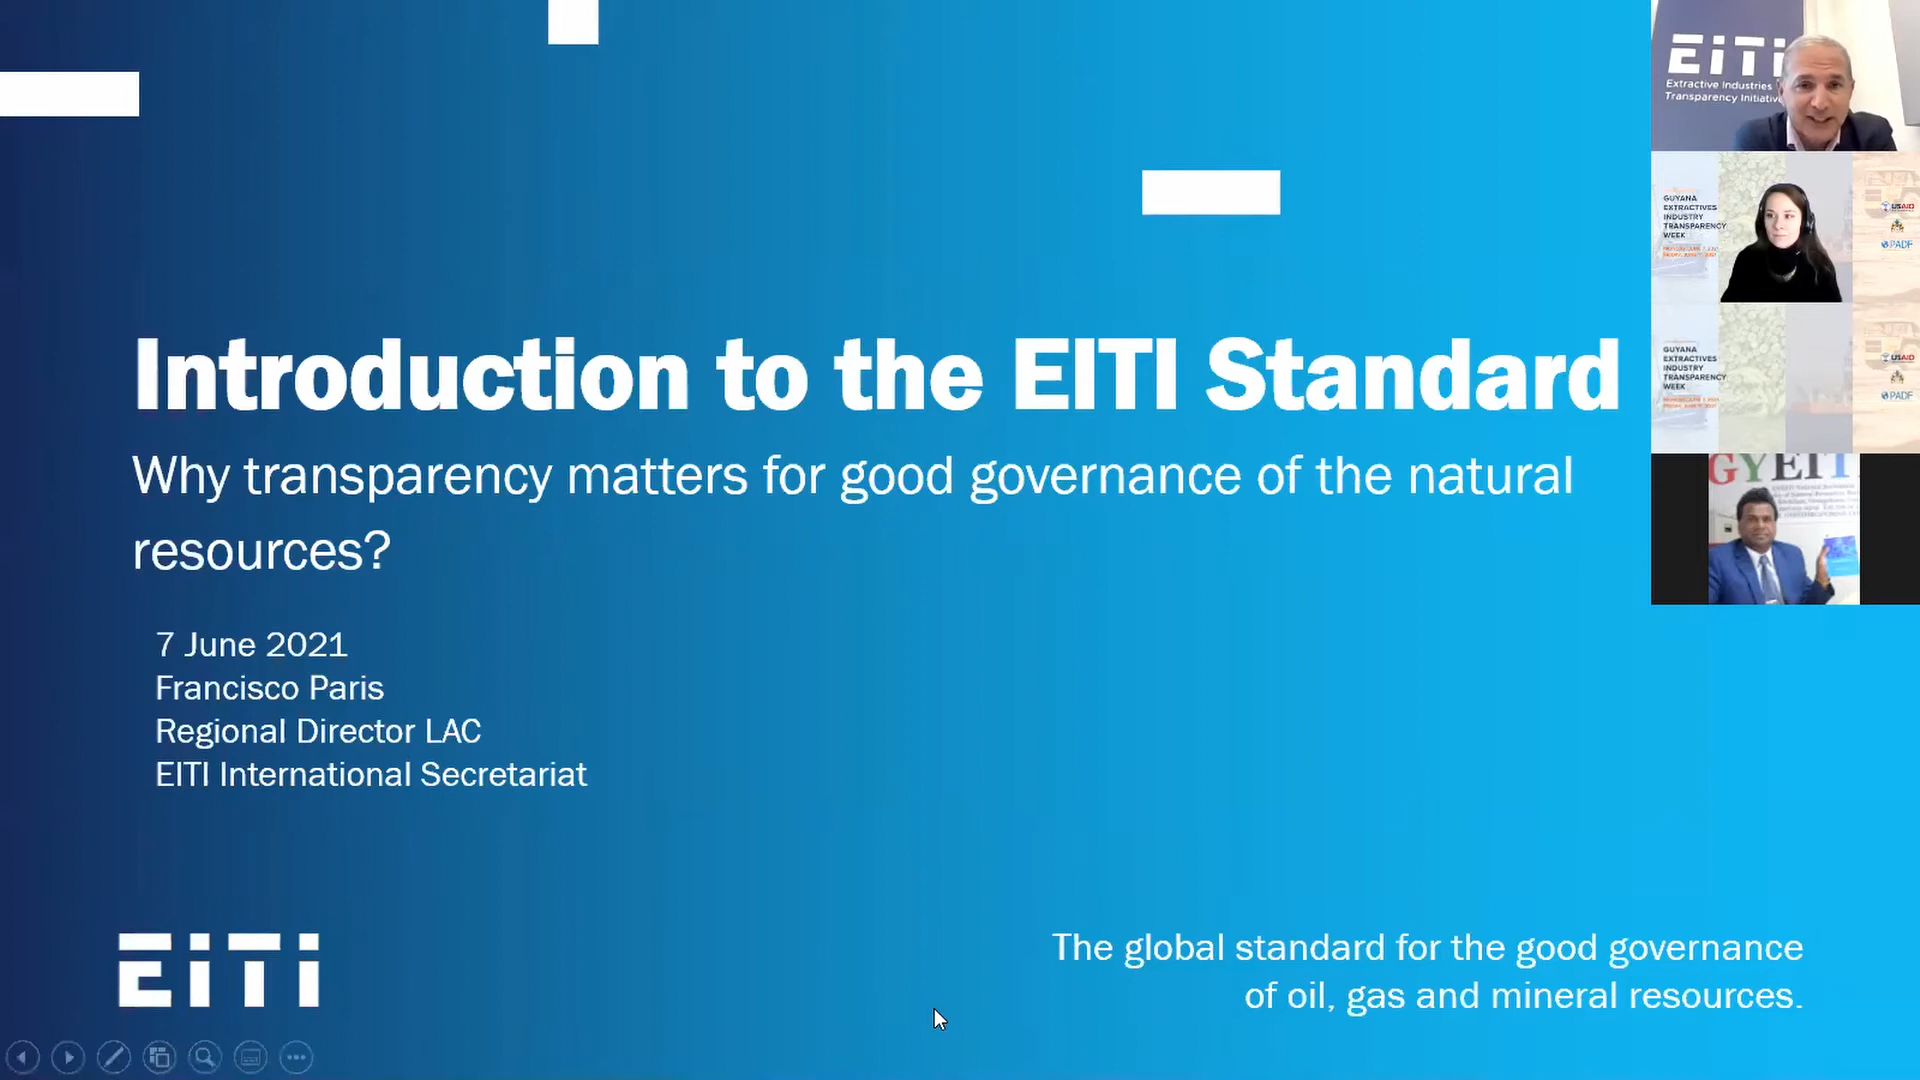 Introduction to the EITI Standard
Why transparency matters for good governance of the natural
resources?
7 June 2021
Francisco Paris
Regional Director LAC
EITI International Secretariat
EITI
The global standard for the good governance
of oil, gas and mineral resources.
EITI
Extractive Industries
Transparency Initiative
GUYANA
EXTRACTIVES
INDUSTRY
TRANSPARENCY
WEEK
USAID
PADF
GUYANA
EXTRACTIVES
INDUSTRY
TRANSPARENCY
WEEK
USAID
PADF
GYEITI